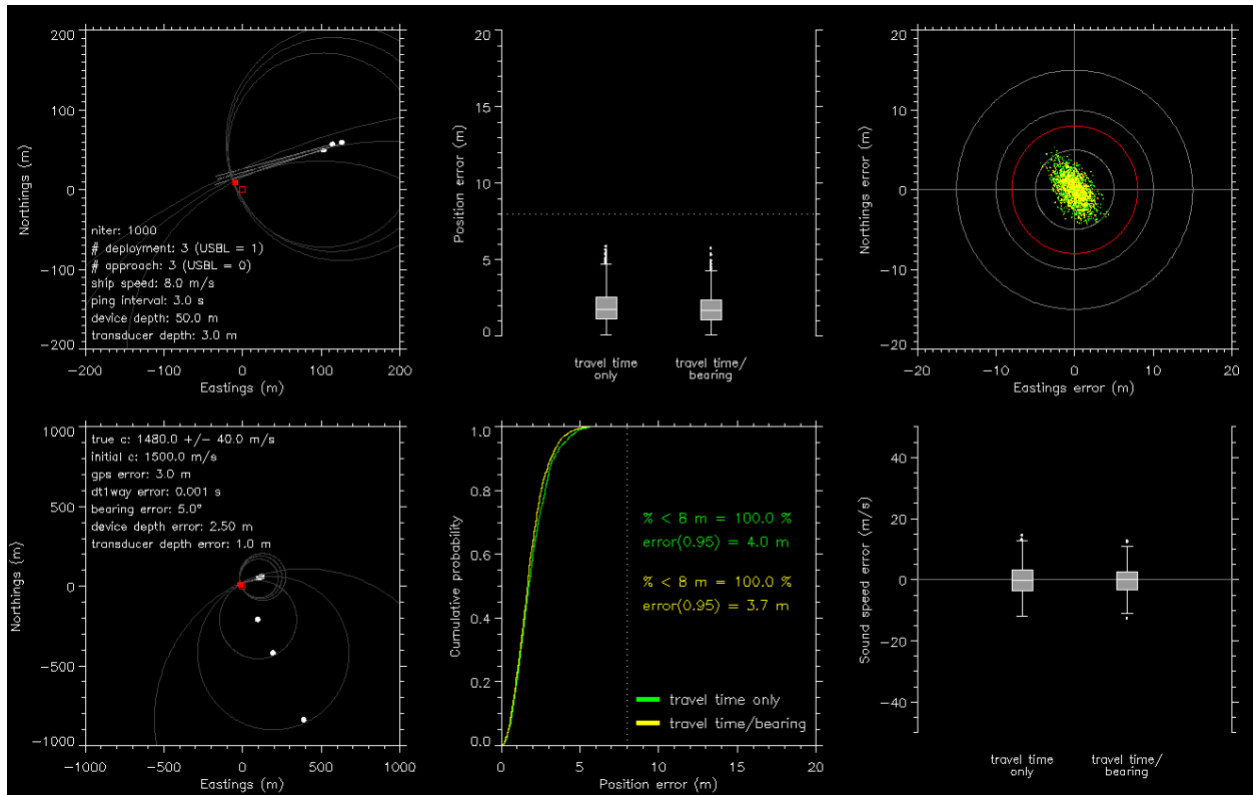 200
100
0
−100
−200
Northings (m)
niter: 1000
# deployment: 3 (USBL = 1)
# approach: 3 (USBL = 0)
ship speed: 8.0 m/s
ping interval: 3.0 s
device depth: 50.0 m
transducer depth: 3.0 m
−200 −100 0 100 200
Eastings (m)
20
15
10
5
0
Position error (m)
travel time
only
travel time/
bearing
20
10
0
−10
−20
Northings error (m)
−20 −10 0 10 20
Eastings error (m)
1000
500
0
−500
−1000
Northings (m)
true c: 1480.0 +/− 40.0 m/s
initial c: 1500.0 m/s
gps error: 3.0 m
dt1way error: 0.001 s
bearing error: 5.0°
device depth error: 2.50 m
transducer depth error: 1.0 m
−1000 −500 0 500 1000
Eastings (m)
1.0
0.8
0.6
0.4
0.2
0.0
Cumulative probability
% < 8 m = 100.0 %
error(0.95) = 4.0 m
% < 8 m = 100.0 %
error(0.95) = 3.7 m
travel time only
travel time/bearing
0 5 10 15 20
Position error (m)
40
20
0
−20
−40
Sound speed error (m/s)
travel time
only
travel time/
bearing